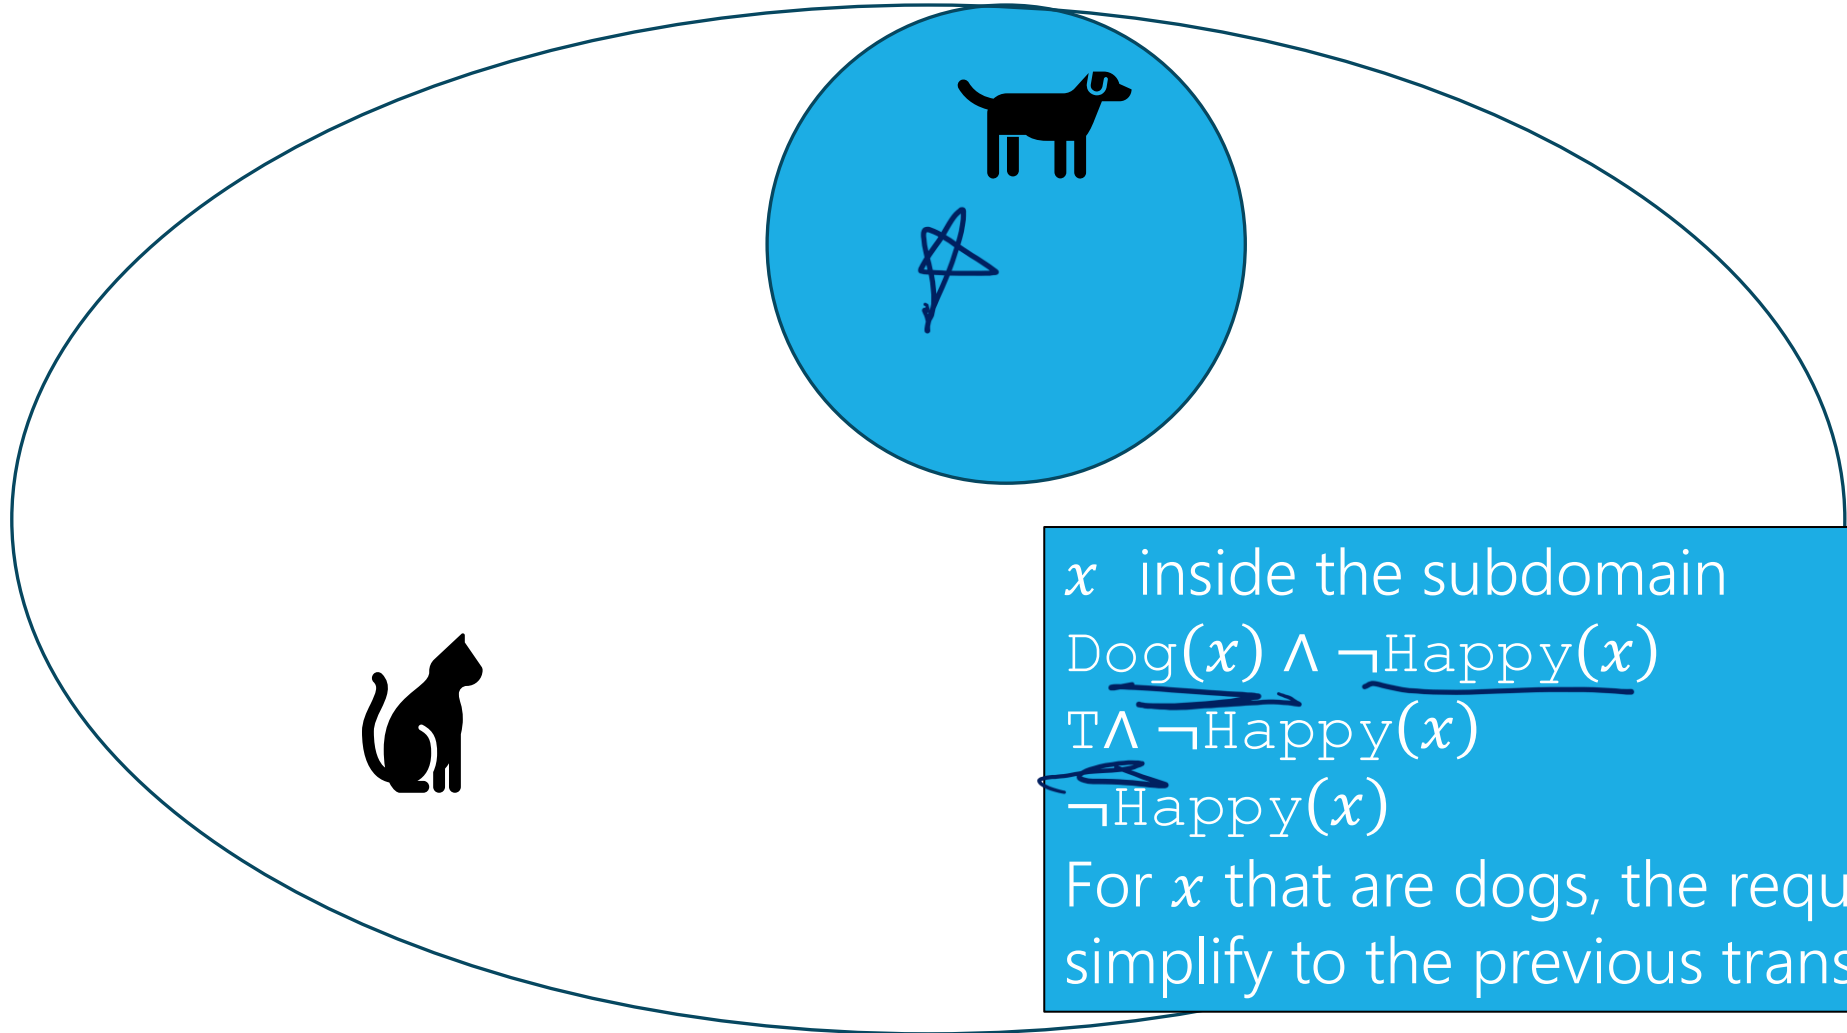 x inside the subdomain
Dog(x) ∧ ¬Happy(x)
T∧ ¬Happy(x)
¬Happy(x)
For x that are dogs, the requ
simplify to the previous trans